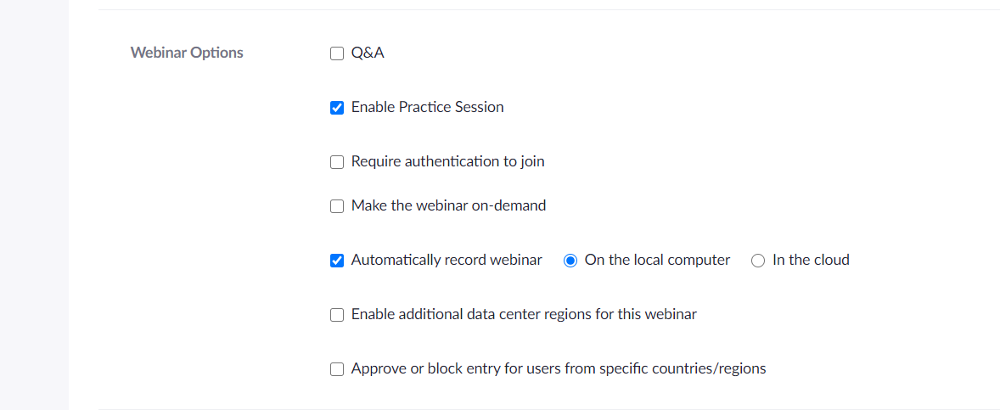 Webinar Options
Q&A
Enable Practice Session
Require authentication to join
Make the webinar on-demand
Automatically record webinar On the local computer In the cloud
Enable additional data center regions for this webinar
Approve or block entry for users from specific countries/regions